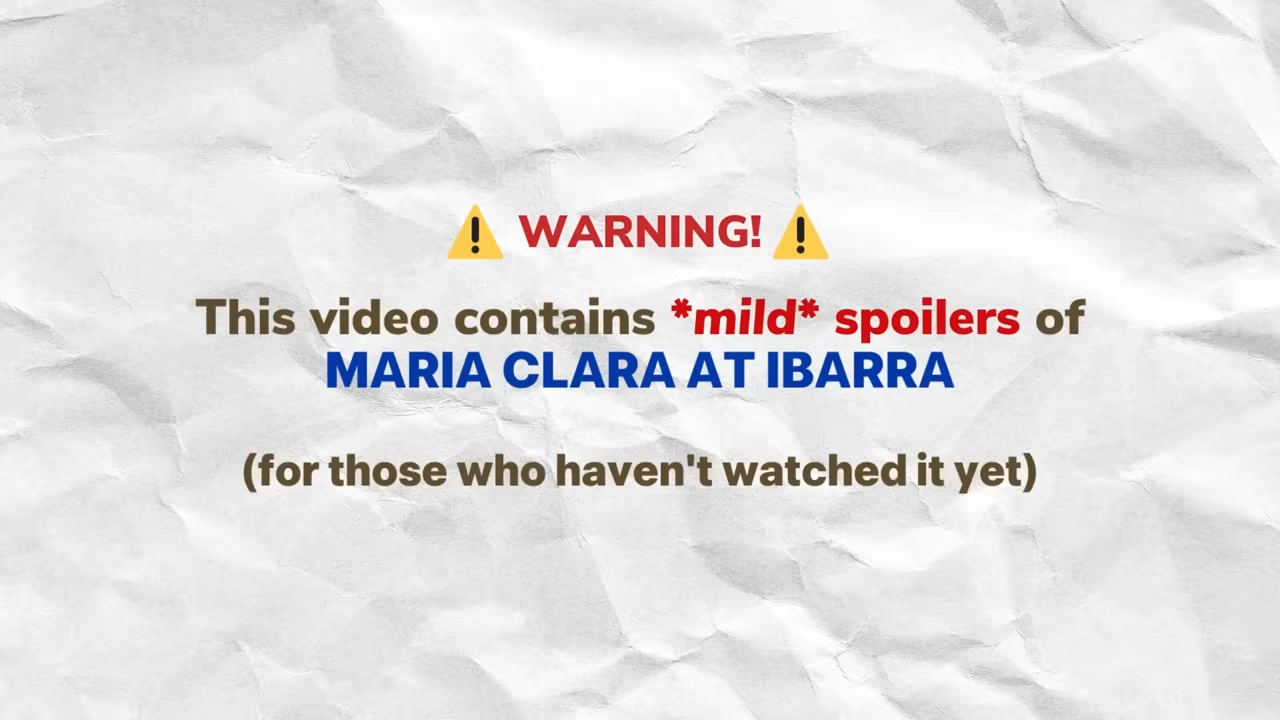 ⚠️ WARNING! ⚠️
This video contains *mild* spoilers of
MARIA CLARA AT IBARRA
(for those who haven't watched it yet)